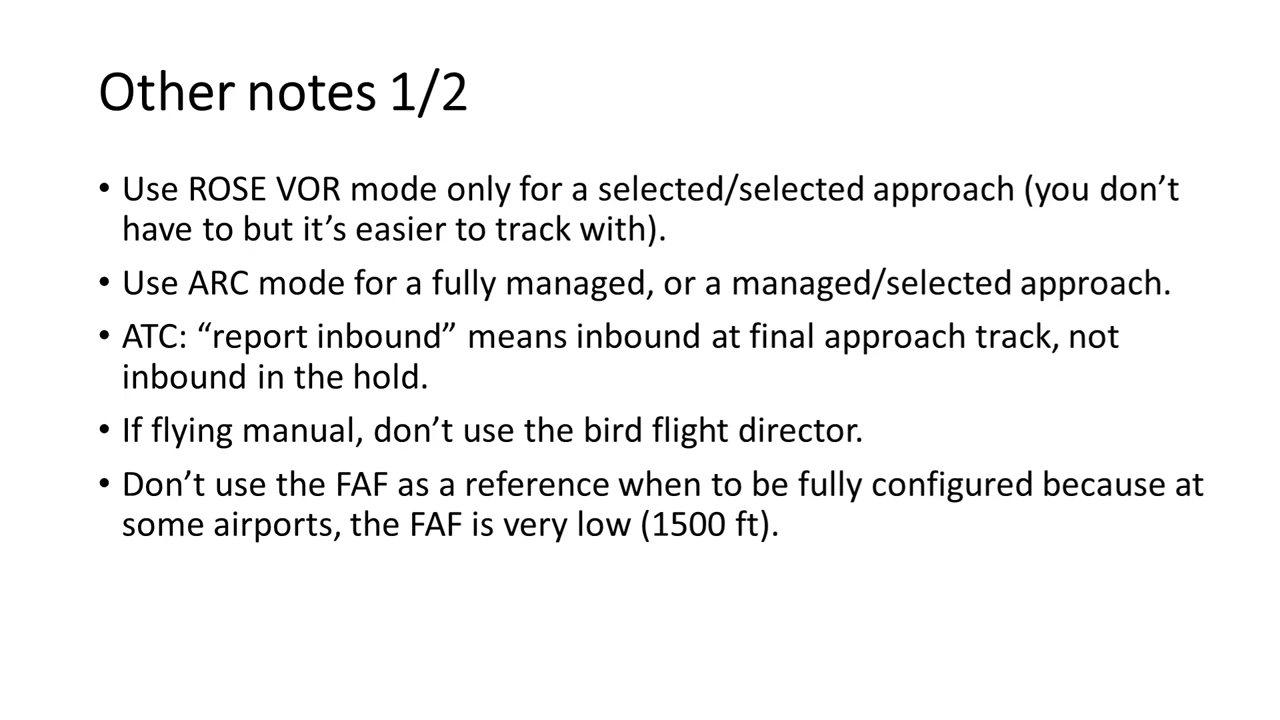 Other notes 1/2
• Use ROSE VOR mode only for a selected/selected approach (you don’t
have to but it’s easier to track with).
• Use ARC mode for a fully managed, or a managed/selected approach.
• ATC: “report inbound” means inbound at final approach track, not
inbound in the hold.
• If flying manual, don’t use the bird flight director.
• Don’t use the FAF as a reference when to be fully configured because at
some airports, the FAF is very low (1500 ft).